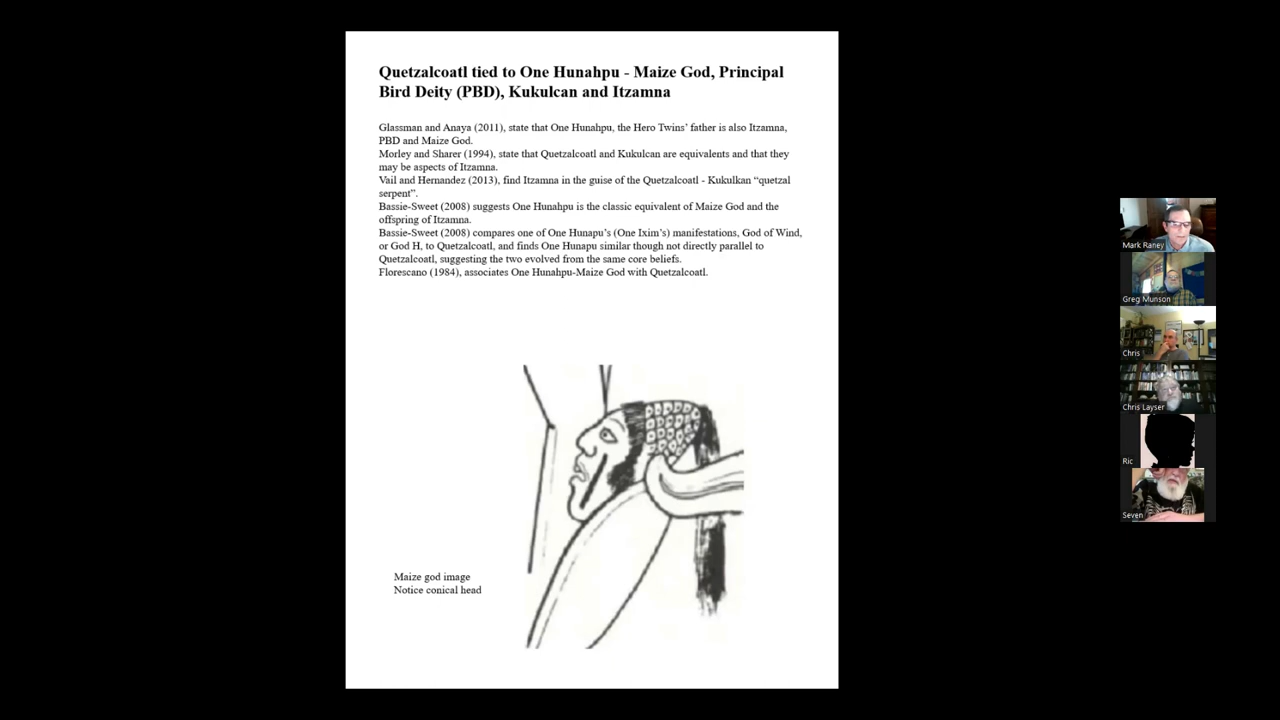 Quetzalcoatl tied to One Hunahpu - Maize God, Principal
Bird Deity (PBD), Kukulcan and Itzamna
Glassman and Anaya (2011), state that One Hunahpu, the Hero Twins’ father is also Itzamna,
PBD and Maize God.
Morley and Sharer (1994), state that Quetzalcoatl and Kukulcan are equivalents and that they
may be aspects of Itzamna.
Vail and Hernandez (2013), find Itzamna in the guise of the Quetzalcoatl - Kukulkan “quetzal
serpent”.
Bassie-Sweet (2008) suggests One Hunahpu is the classic equivalent of Maize God and the
offspring of Itzamna.
Bassie-Sweet (2008) compares one of One Hunapu’s (One Ixim’s) manifestations, God of Wind,
or God H, to Quetzalcoatl, and finds One Hunapu similar though not directly parallel to
Quetzalcoatl, suggesting the two evolved from the same core beliefs.
Florescano (1984), associates One Hunahpu-Maize God with Quetzalcoatl.
Maize god image
Notice conical head
Mark Raney
Greg Munson
Chris
Chris Layser
Ric
Seven